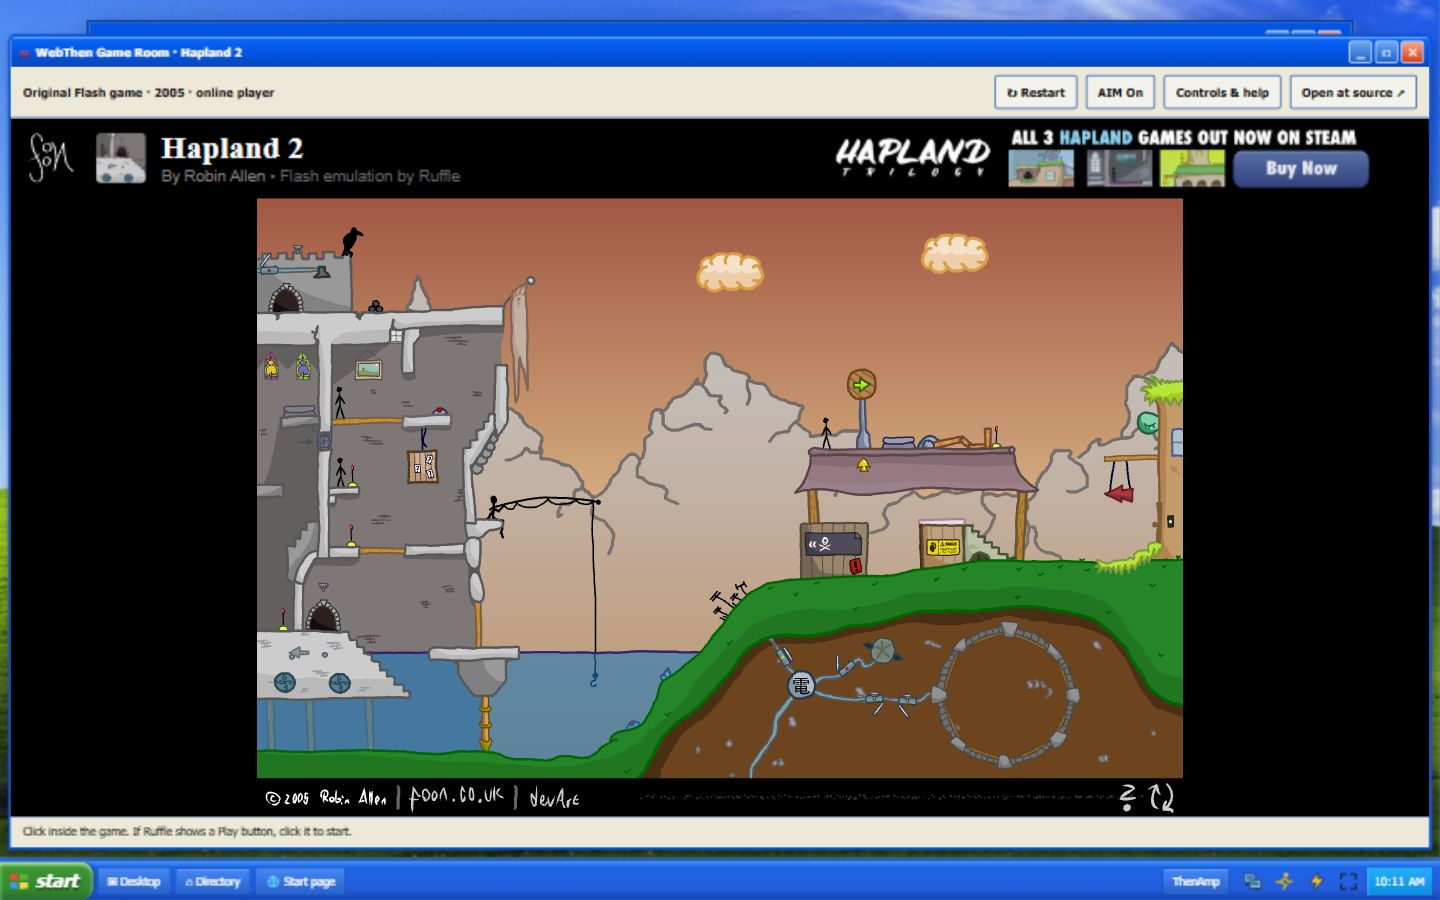 WebThen Game Room · Hapland 2
Original Flash game · 2005 · online player
↻ Restart
AIM On
Controls & help
Open at source ↗
Hapland 2
By Robin Allen • Flash emulation by Ruffle
HAPLAND
TRILOGY
ALL 3 HAPLAND GAMES OUT NOW ON STEAM
Buy Now
電
© 2005 Robin Allen | foon.co.uk | devArt
?
Click inside the game. If Ruffle shows a Play button, click it to start.
start
Desktop
Directory
Start page
ThenAmp
10:11 AM